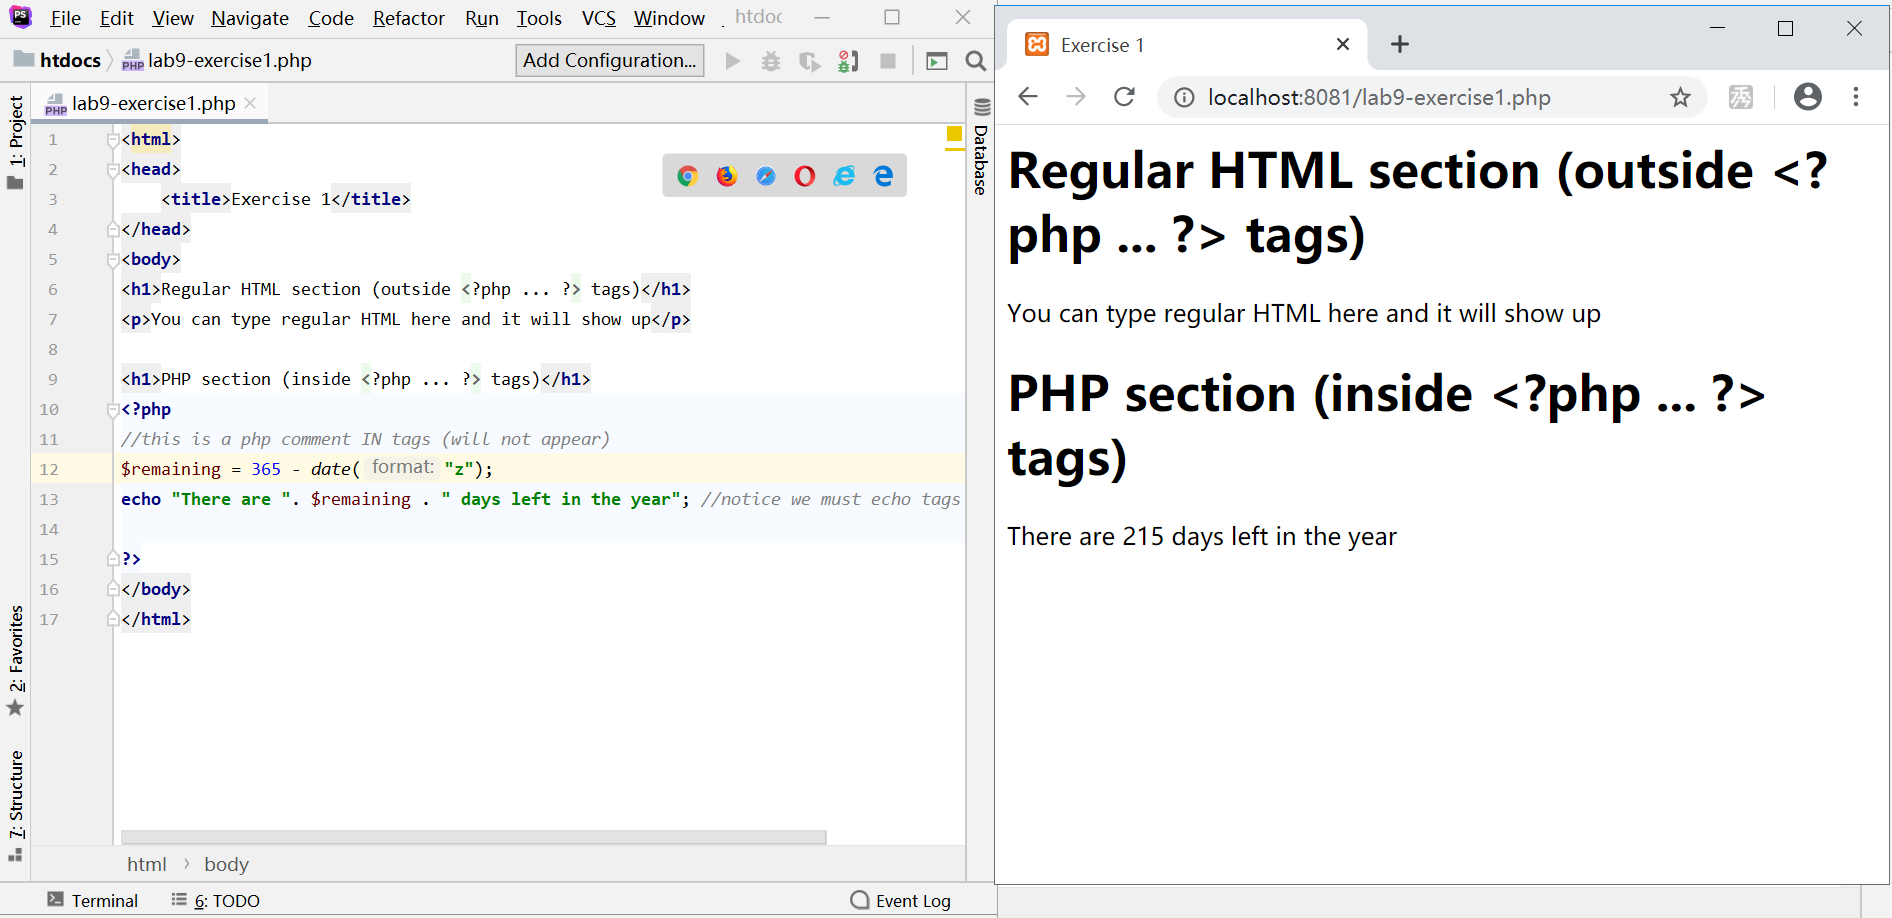 File Edit View Navigate Code Refactor Run Tools VCS Window htdoc
htdocs lab9-exercise1.php Add Configuration...
lab9-exercise1.php
1: Project
2: Favorites
7: Structure
Database
1 <html>
2 <head>
3 <title>Exercise 1</title>
4 </head>
5 <body>
6 <h1>Regular HTML section (outside <?php ... ?> tags)</h1>
7 <p>You can type regular HTML here and it will show up</p>
8
9 <h1>PHP section (inside <?php ... ?> tags)</h1>
10 <?php
11 //this is a php comment IN tags (will not appear)
12 $remaining = 365 - date( format: "z");
13 echo "There are ". $remaining . " days left in the year"; //notice we must echo tags
14
15 ?>
16 </body>
17 </html>
html › body
Terminal 6: TODO Event Log
Exercise 1
localhost:8081/lab9-exercise1.php 秀
Regular HTML section (outside <?
php ... ?> tags)
You can type regular HTML here and it will show up
PHP section (inside <?php ... ?>
tags)
There are 215 days left in the year